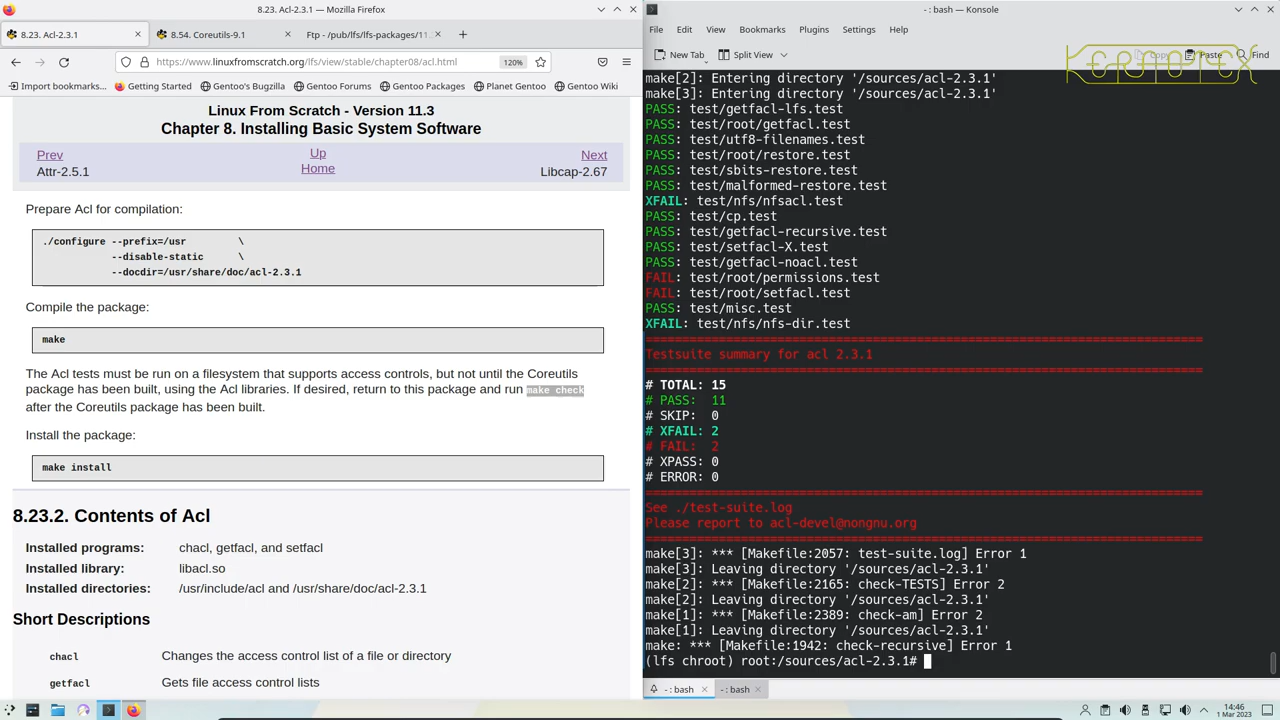 8.23. Acl-2.3.1 — Mozilla Firefox
8.23. Acl-2.3.1
8.54. Coreutils-9.1
Ftp - /pub/lfs/lfs-packages/11
https://www.linuxfromscratch.org/lfs/view/stable/chapter08/acl.html
120%
Import bookmarks...
Getting Started
Gentoo's Bugzilla
Gentoo Forums
Gentoo Packages
Planet Gentoo
Gentoo Wiki
Linux From Scratch - Version 11.3
Chapter 8. Installing Basic System Software
Prev
Up
Next
Attr-2.5.1
Home
Libcap-2.67
Prepare Acl for compilation:
./configure --prefix=/usr \
--disable-static \
--docdir=/usr/share/doc/acl-2.3.1
Compile the package:
make
The Acl tests must be run on a filesystem that supports access controls, but not until the Coreutils
package has been built, using the Acl libraries. If desired, return to this package and run make check
after the Coreutils package has been built.
Install the package:
make install
8.23.2. Contents of Acl
Installed programs: chacl, getfacl, and setfacl
Installed library: libacl.so
Installed directories: /usr/include/acl and /usr/share/doc/acl-2.3.1
Short Descriptions
chacl Changes the access control list of a file or directory
getfacl Gets file access control lists
- : bash — Konsole
File Edit View Bookmarks Plugins Settings Help
New Tab
Split View
Copy
Paste
Find
make[2]: Entering directory '/sources/acl-2.3.1'
make[3]: Entering directory '/sources/acl-2.3.1'
PASS: test/getfacl-lfs.test
PASS: test/root/getfacl.test
PASS: test/utf8-filenames.test
PASS: test/root/restore.test
PASS: test/sbits-restore.test
PASS: test/malformed-restore.test
XFAIL: test/nfs/nfsacl.test
PASS: test/cp.test
PASS: test/getfacl-recursive.test
PASS: test/setfacl-X.test
PASS: test/getfacl-noacl.test
FAIL: test/root/permissions.test
FAIL: test/root/setfacl.test
PASS: test/misc.test
XFAIL: test/nfs/nfs-dir.test
============================================================================
Testsuite summary for acl 2.3.1
============================================================================
# TOTAL: 15
# PASS: 11
# SKIP: 0
# XFAIL: 2
# FAIL: 2
# XPASS: 0
# ERROR: 0
============================================================================
See ./test-suite.log
Please report to acl-devel@nongnu.org
============================================================================
make[3]: *** [Makefile:2057: test-suite.log] Error 1
make[3]: Leaving directory '/sources/acl-2.3.1'
make[2]: *** [Makefile:2165: check-TESTS] Error 2
make[2]: Leaving directory '/sources/acl-2.3.1'
make[1]: *** [Makefile:2389: check-am] Error 2
make[1]: Leaving directory '/sources/acl-2.3.1'
make: *** [Makefile:1942: check-recursive] Error 1
(lfs chroot) root:/sources/acl-2.3.1#
- : bash
- : bash
14:46
1 Mar 2023